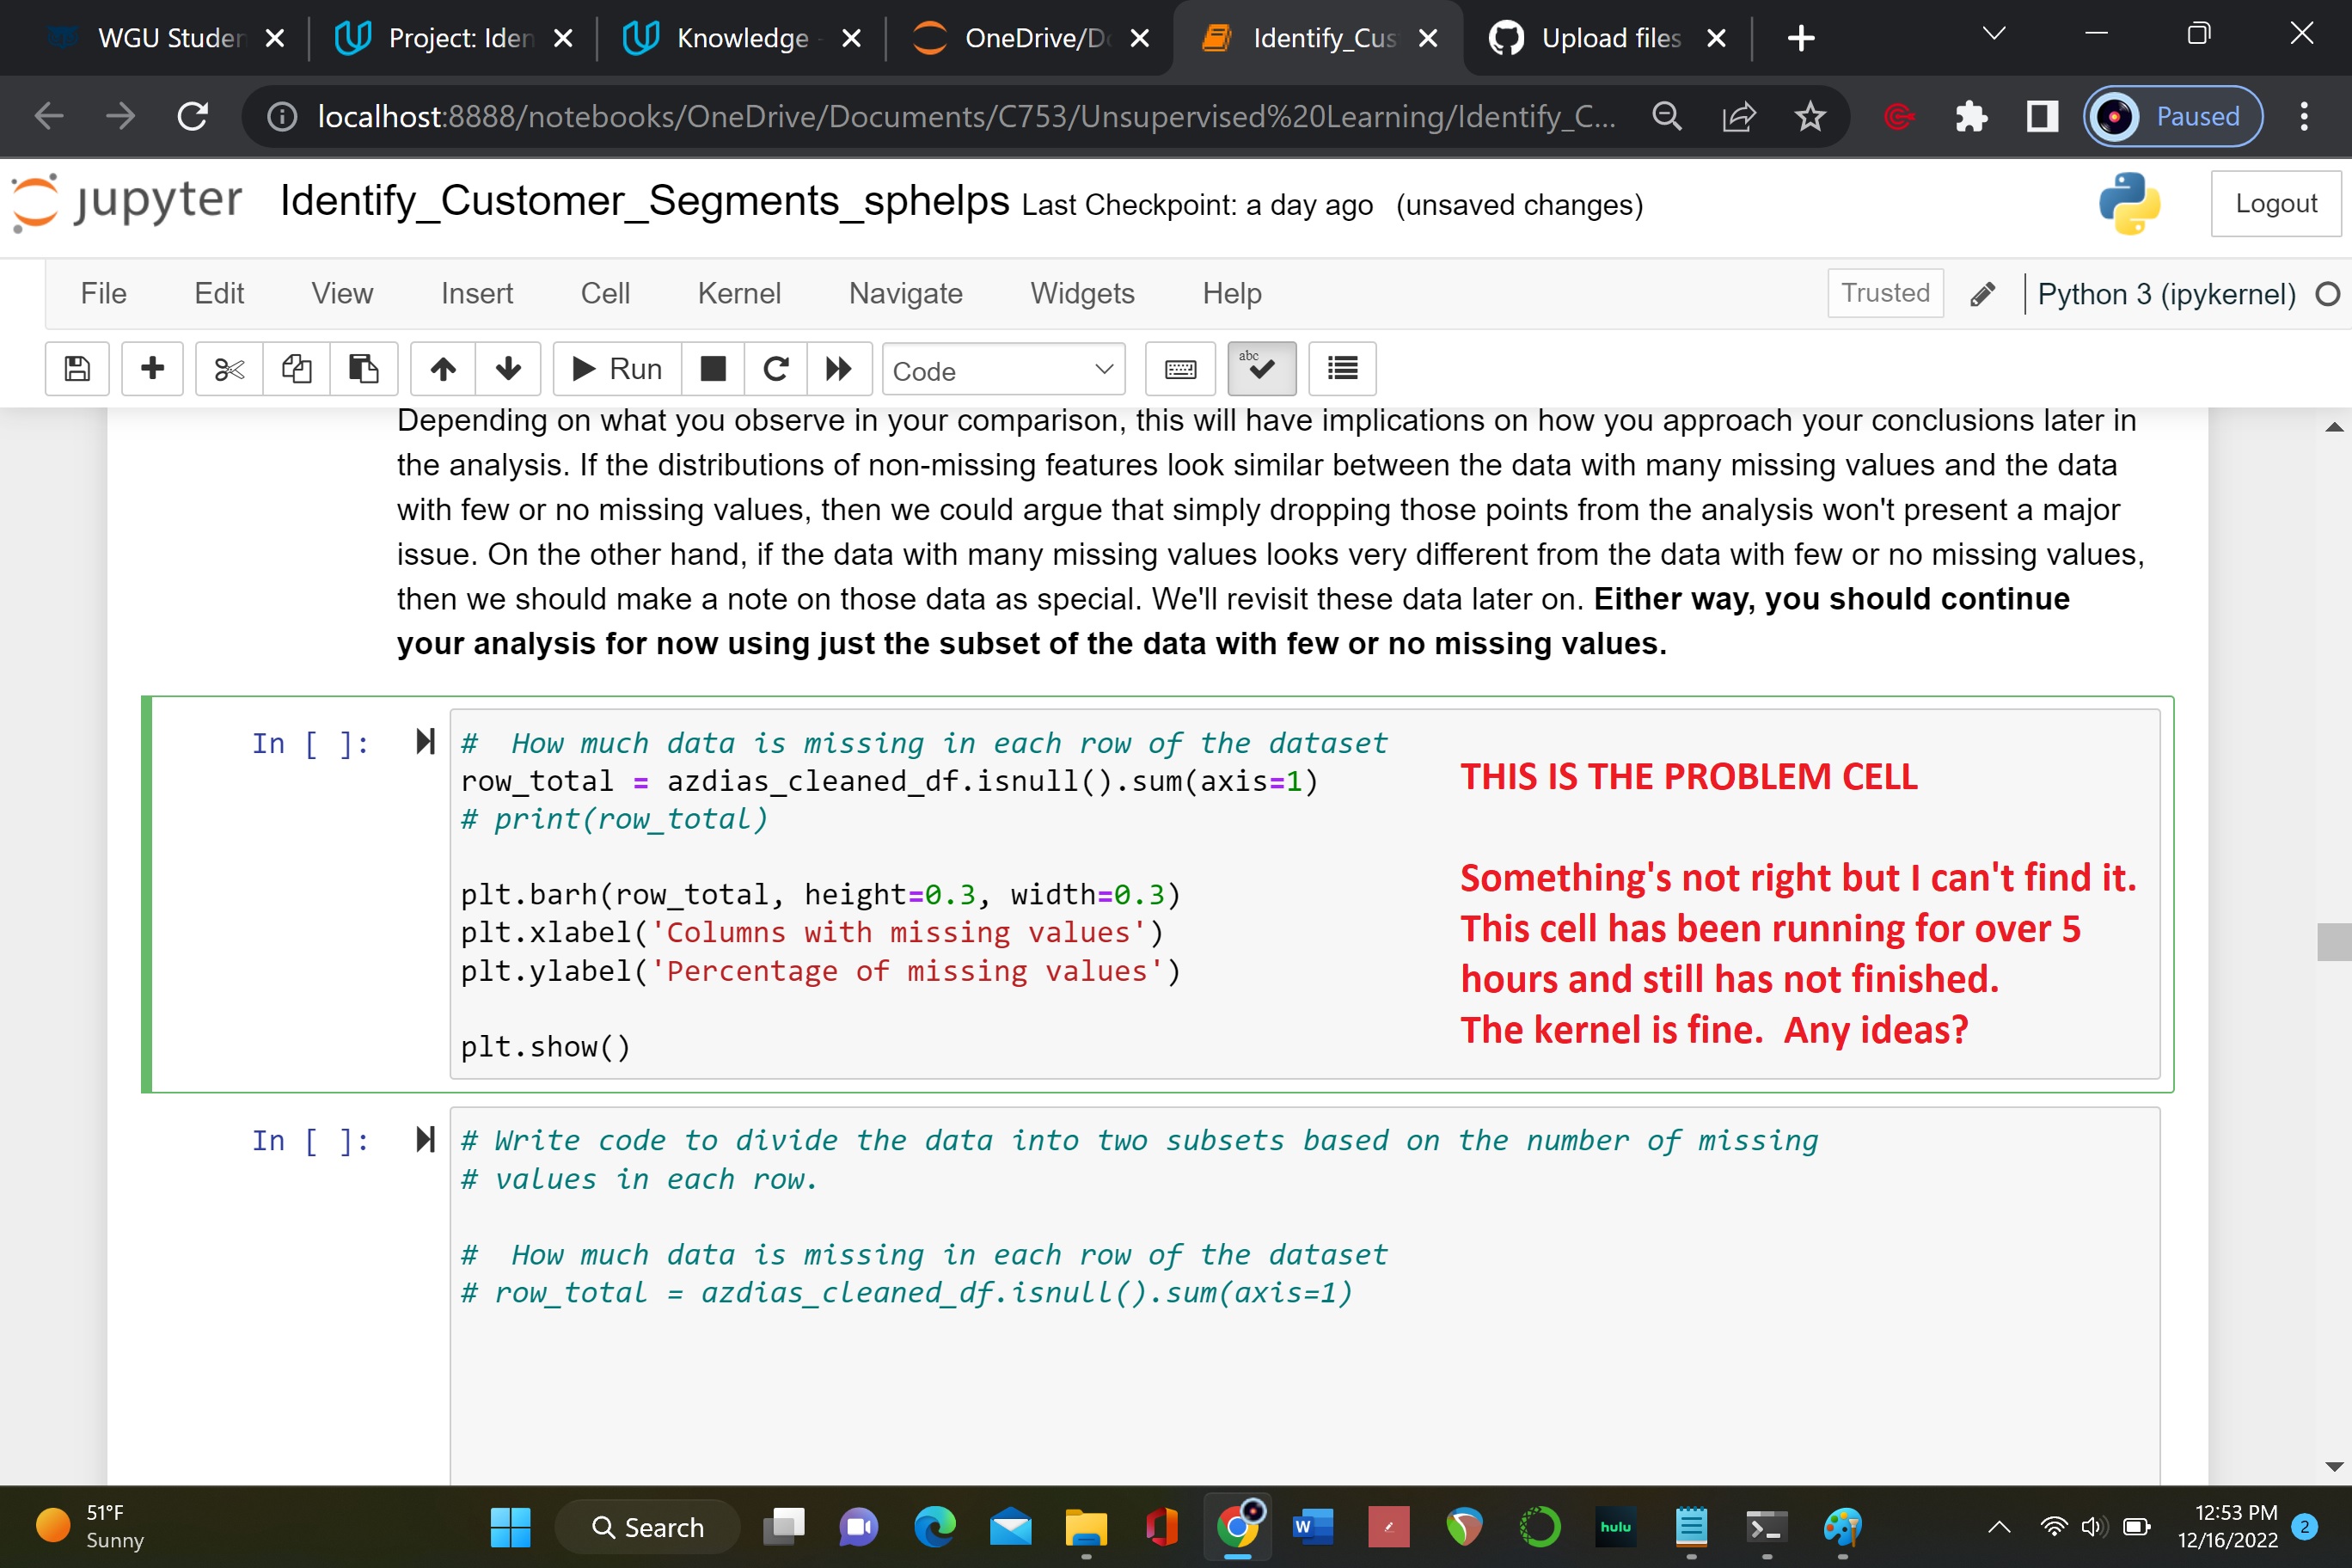 WGU Studen
Project: Iden
Knowledge -
OneDrive/Do
Identify_Cus
Upload files
localhost:8888/notebooks/OneDrive/Documents/C753/Unsupervised%20Learning/Identify_C...
Paused
jupyter Identify_Customer_Segments_sphelps Last Checkpoint: a day ago (unsaved changes)
Logout
File Edit View Insert Cell Kernel Navigate Widgets Help
Trusted
Python 3 (ipykernel)
Run
Code
abc
Depending on what you observe in your comparison, this will have implications on how you approach your conclusions later in
the analysis. If the distributions of non-missing features look similar between the data with many missing values and the data
with few or no missing values, then we could argue that simply dropping those points from the analysis won't present a major
issue. On the other hand, if the data with many missing values looks very different from the data with few or no missing values,
then we should make a note on those data as special. We'll revisit these data later on. Either way, you should continue
your analysis for now using just the subset of the data with few or no missing values.
In [ ]:
# How much data is missing in each row of the dataset
row_total = azdias_cleaned_df.isnull().sum(axis=1)
# print(row_total)
plt.barh(row_total, height=0.3, width=0.3)
plt.xlabel('Columns with missing values')
plt.ylabel('Percentage of missing values')
plt.show()
THIS IS THE PROBLEM CELL
Something's not right but I can't find it.
This cell has been running for over 5
hours and still has not finished.
The kernel is fine. Any ideas?
In [ ]:
# Write code to divide the data into two subsets based on the number of missing
# values in each row.
# How much data is missing in each row of the dataset
# row_total = azdias_cleaned_df.isnull().sum(axis=1)
51°F
Sunny
Search
W
hulu
12:53 PM
12/16/2022
2